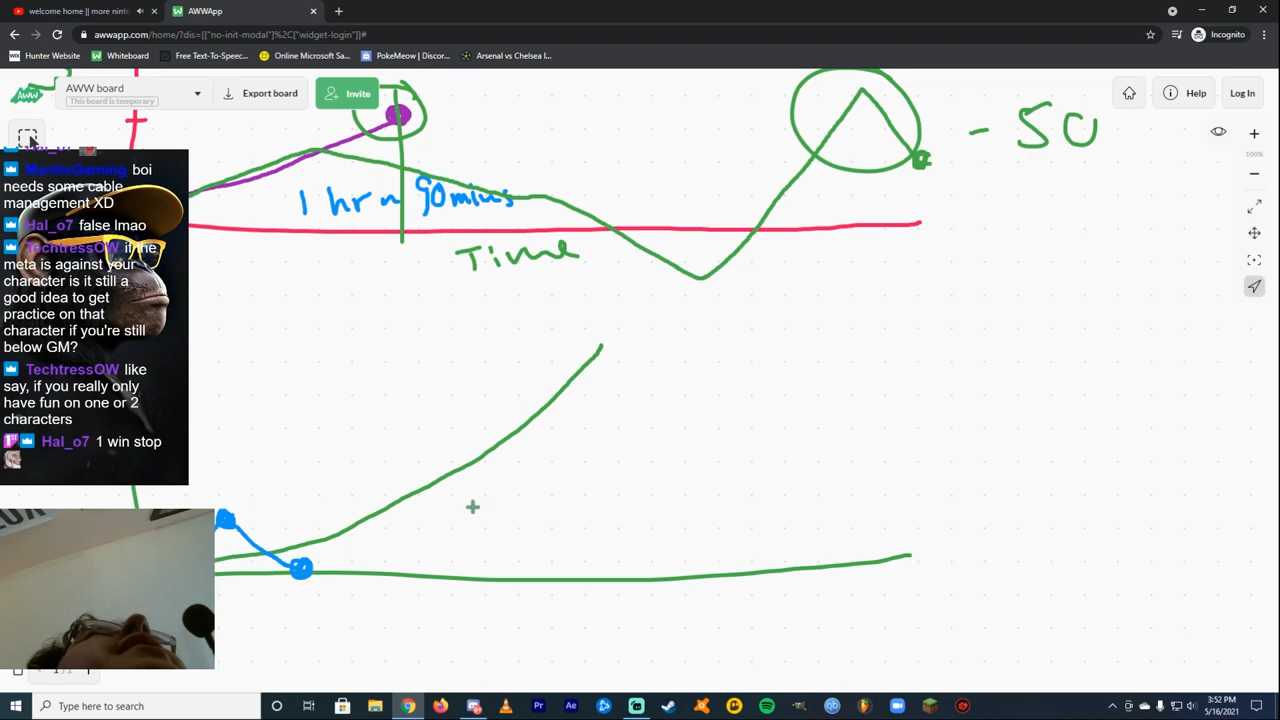 welcome home || more ninte
AWWApp
Incognito
awwapp.com/home/?dis=[["no-init-modal"]%2C["widget-login"]]#
Hunter Website
Whiteboard
Free Text-To-Speec...
Online Microsoft Sa...
PokeMeow | Discor...
Arsenal vs Chelsea l...
AWW
AWW board
This board is temporary
Export board
Invite
Help
Log In
100%
- 50
1 hr
90 mins
Time
MantisGaming boi
needs some cable
management XD
Hal_o7 false lmao
TechtressOW if the
meta is against your
character is it still a
good idea to get
practice on that
character if you're still
below GM?
TechtressOW like
say, if you really only
have fun on one or 2
characters
Hal_o7 1 win stop
Type here to search
3:52 PM
5/16/2021